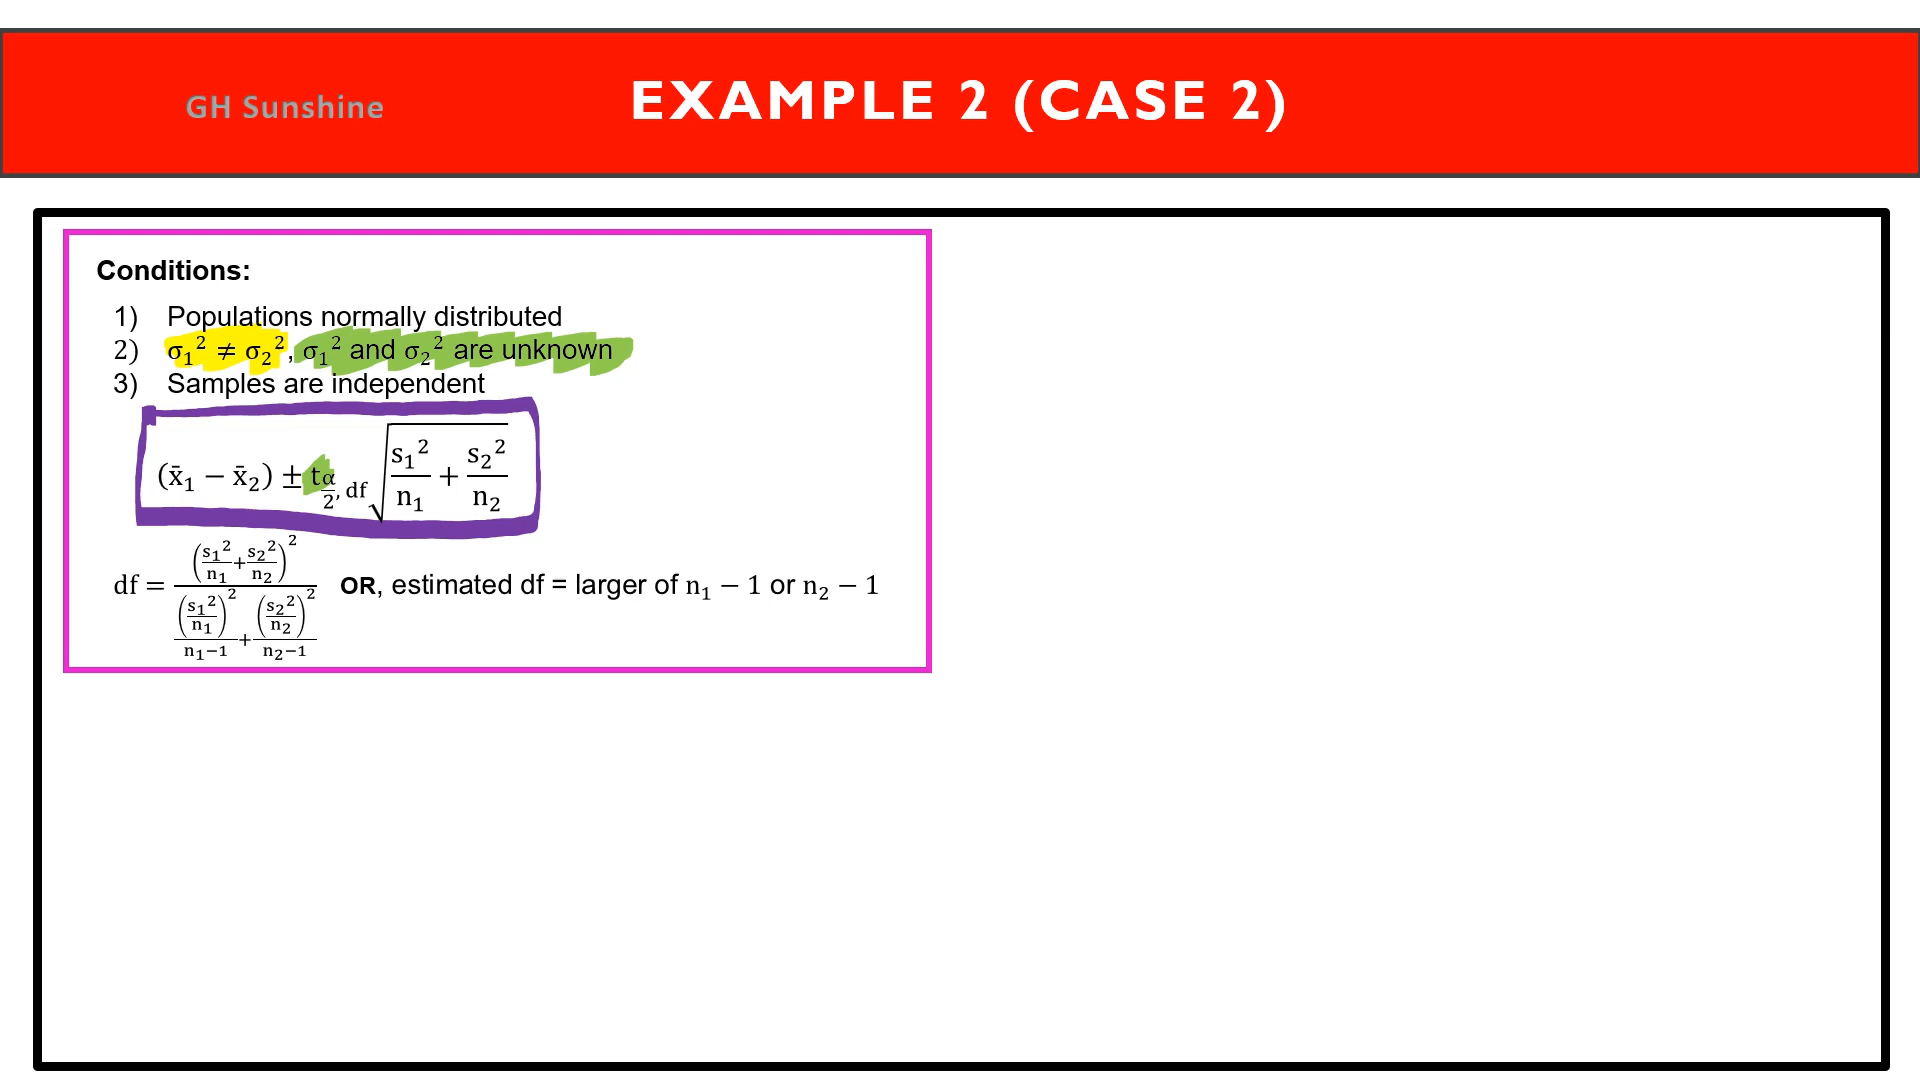 GH Sunshine
EXAMPLE 2 (CASE 2)
Conditions:
1) Populations normally distributed
2) σ₁² ≠ σ₂², σ₁² and σ₂² are unknown
3) Samples are independent
(x̄₁ − x̄₂) ± t_{α/2, df} √(s₁²/n₁ + s₂²/n₂)
df = (s₁²/n₁ + s₂²/n₂)² / ((s₁²/n₁)²/(n₁−1) + (s₂²/n₂)²/(n₂−1)) OR, estimated df = larger of n₁ − 1 or n₂ − 1